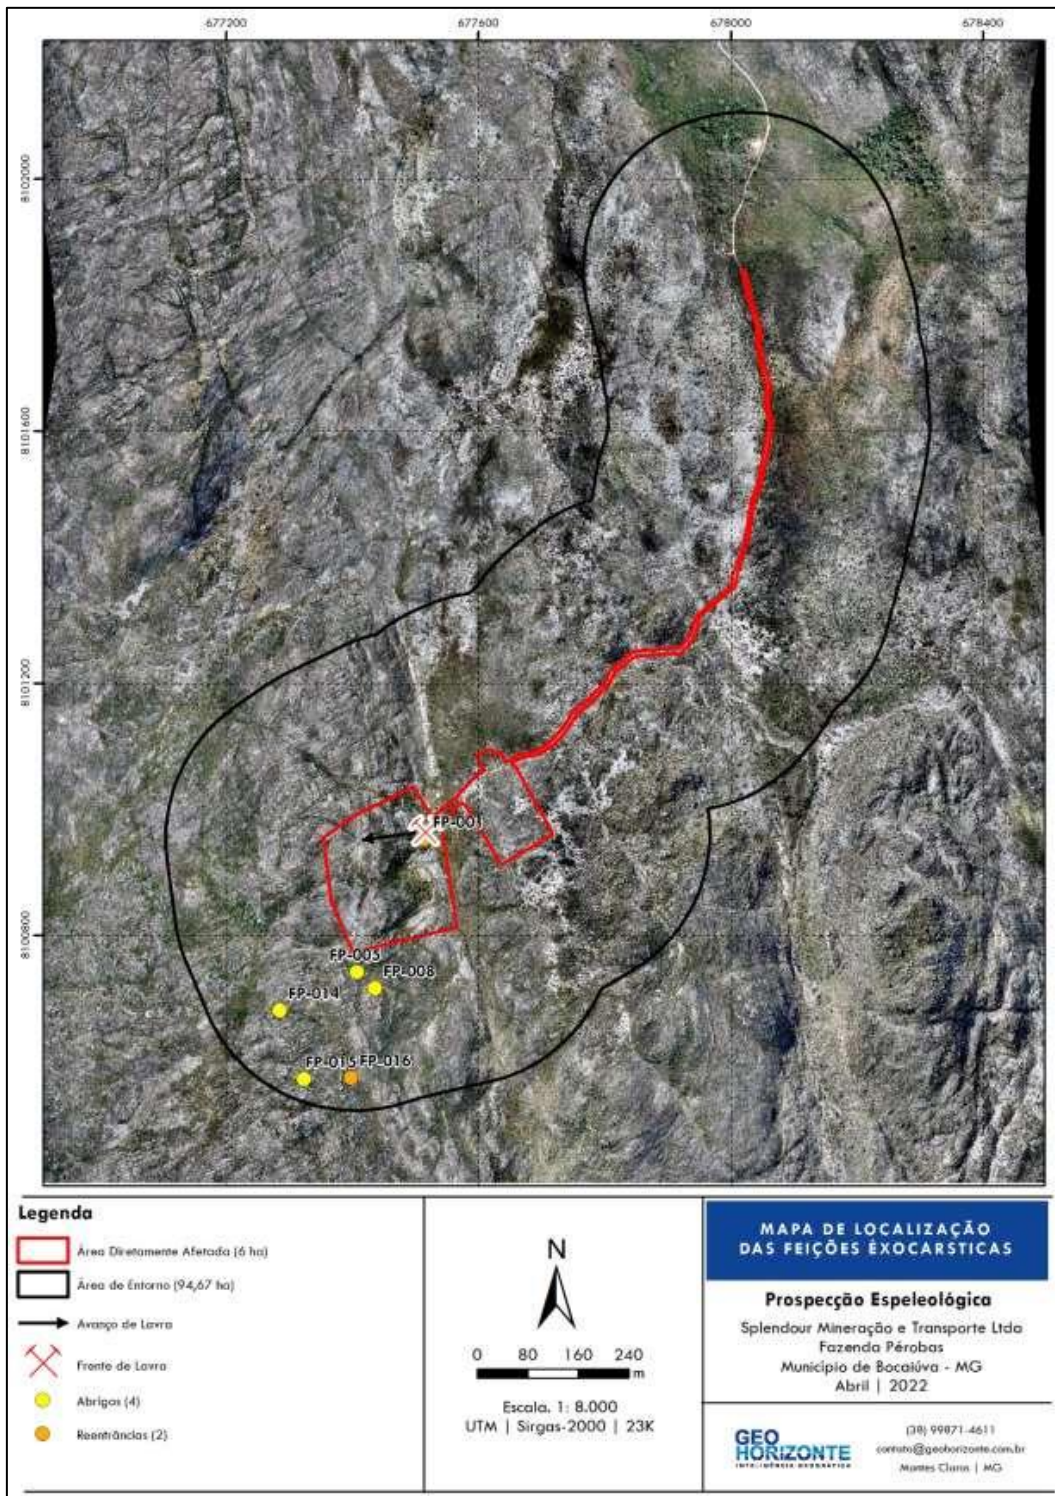 677200 677600 678000 678400
8102000
8101600
8101200
8100800
FP-001
FP-005
FP-008
FP-014
FP-015 FP-016
Legenda
Área Diretamente Afetada (6 ha)
Área de Entorno (94,67 ha)
Avanço de Lavra
Frente de Lavra
Abrigos (4)
Reentrâncias (2)
N
0 80 160 240
m
Escala. 1: 8.000
UTM | Sirgas-2000 | 23K
MAPA DE LOCALIZAÇÃO
DAS FEIÇÕES ÉXOCARSTICAS
Prospecção Espeleológica
Splendour Mineração e Transporte Ltda
Fazenda Pérobas
Municipio de Bocaiúva - MG
Abril | 2022
GEO
HORIZONTE
INTELIGÊNCIA GEOGRÁFICA
(38) 99871-4611
contato@geohorizonte.com.br
Montes Claros | MG